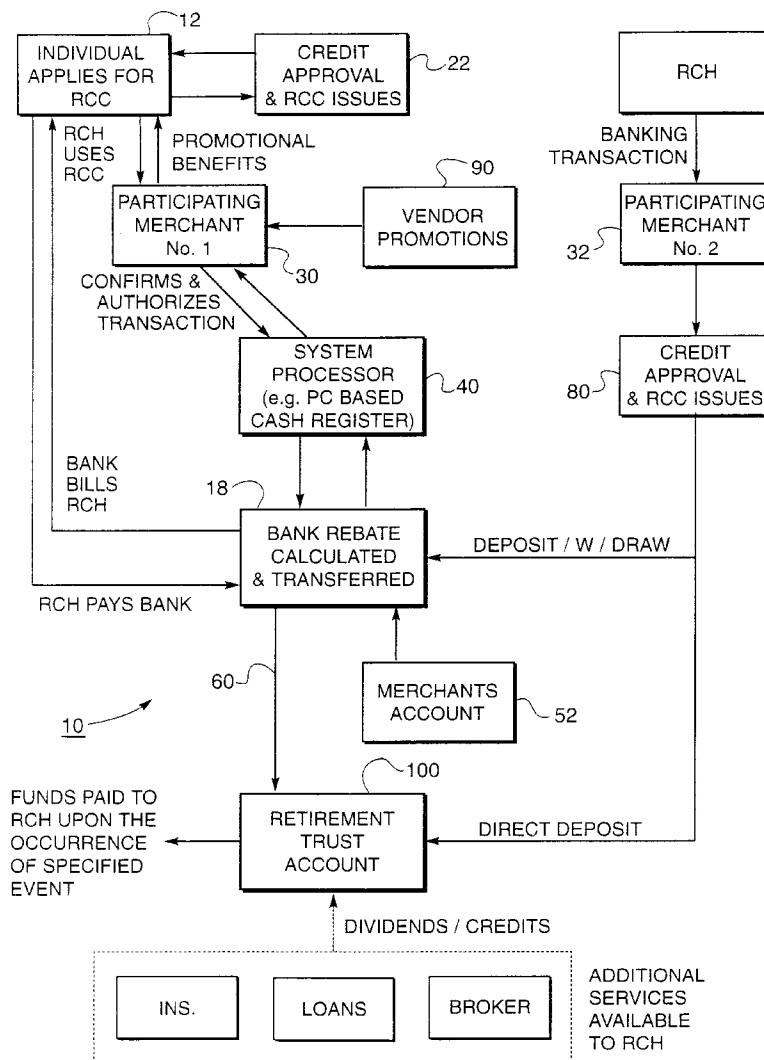 12
INDIVIDUAL
APPLIES FOR
RCC
CREDIT
APPROVAL
& RCC ISSUES
22
RCH
RCH
USES
RCC
PROMOTIONAL
BENEFITS
BANKING
TRANSACTION
90
PARTICIPATING
MERCHANT
No. 1
30
VENDOR
PROMOTIONS
PARTICIPATING
MERCHANT
No. 2
32
CONFIRMS &
AUTHORIZES
TRANSACTION
SYSTEM
PROCESSOR
(e.g. PC BASED
CASH REGISTER)
40
CREDIT
APPROVAL
& RCC ISSUES
80
BANK
BILLS
RCH
18
BANK REBATE
CALCULATED
& TRANSFERRED
DEPOSIT / W / DRAW
RCH PAYS BANK
60
MERCHANTS
ACCOUNT
52
10
100
FUNDS PAID TO
RCH UPON THE
OCCURRENCE
OF SPECIFIED
EVENT
RETIREMENT
TRUST
ACCOUNT
DIRECT DEPOSIT
DIVIDENDS / CREDITS
INS.
LOANS
BROKER
ADDITIONAL
SERVICES
AVAILABLE
TO RCH